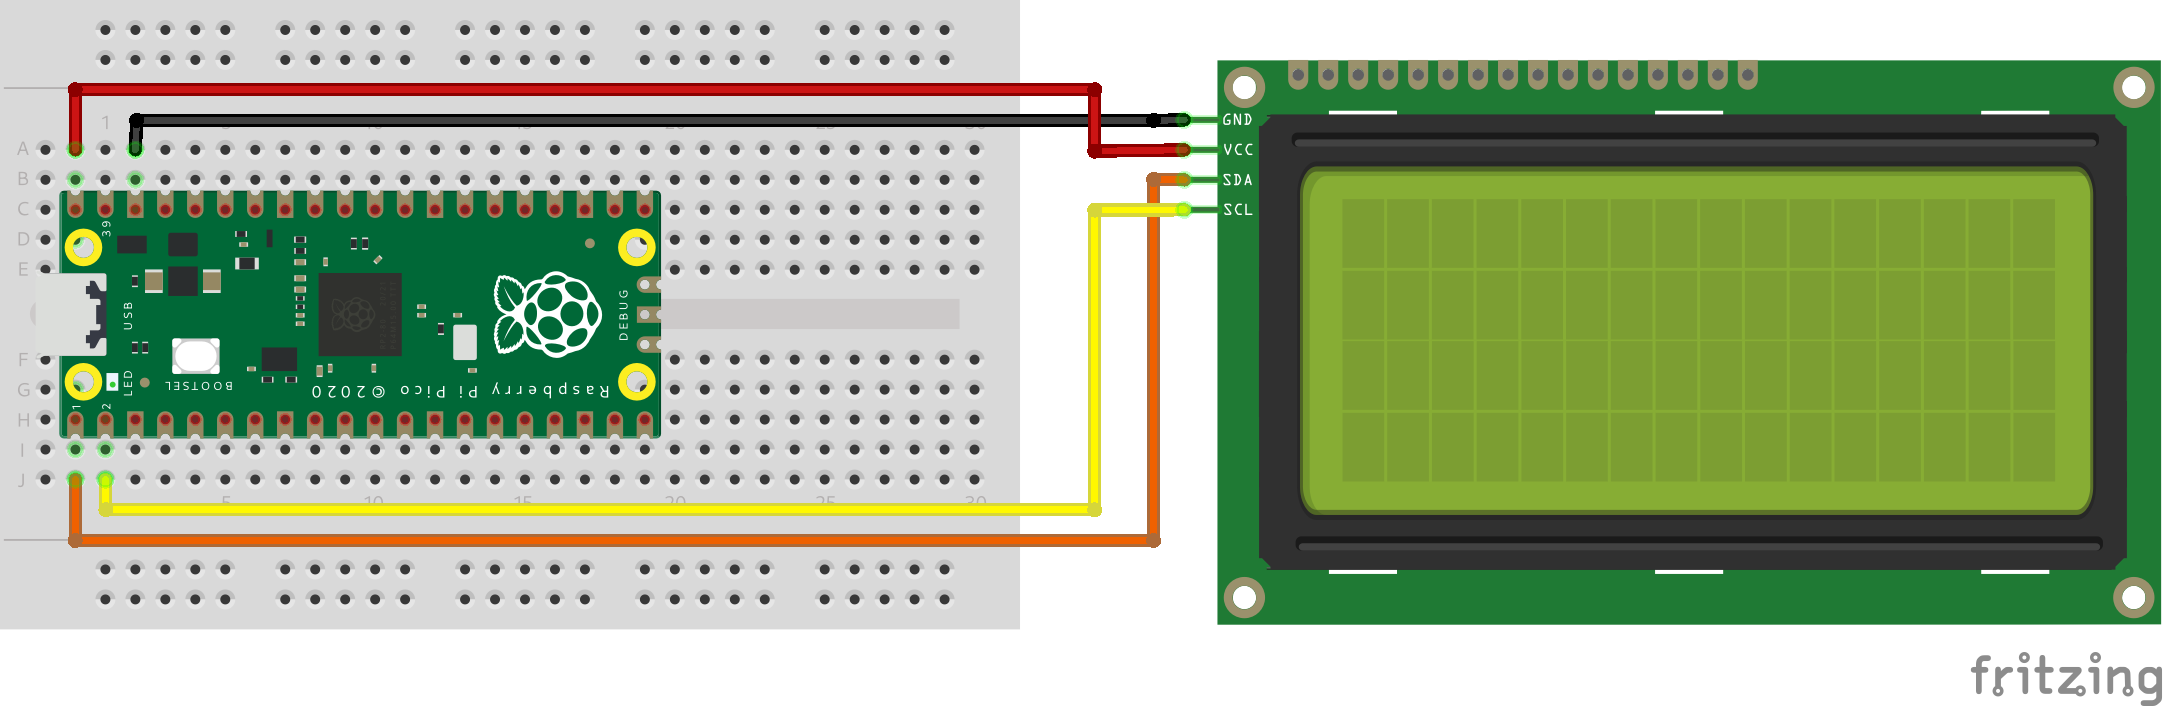 1 5 10 15 20 25 30
A
B
C
D
E
F
G
H
I
J
5 10 15 20 25 30
39
USB
DEBUG
BOOTSEL
LED
1
2
Raspberry Pi Pico ©2020
GND
VCC
SDA
SCL
fritzing